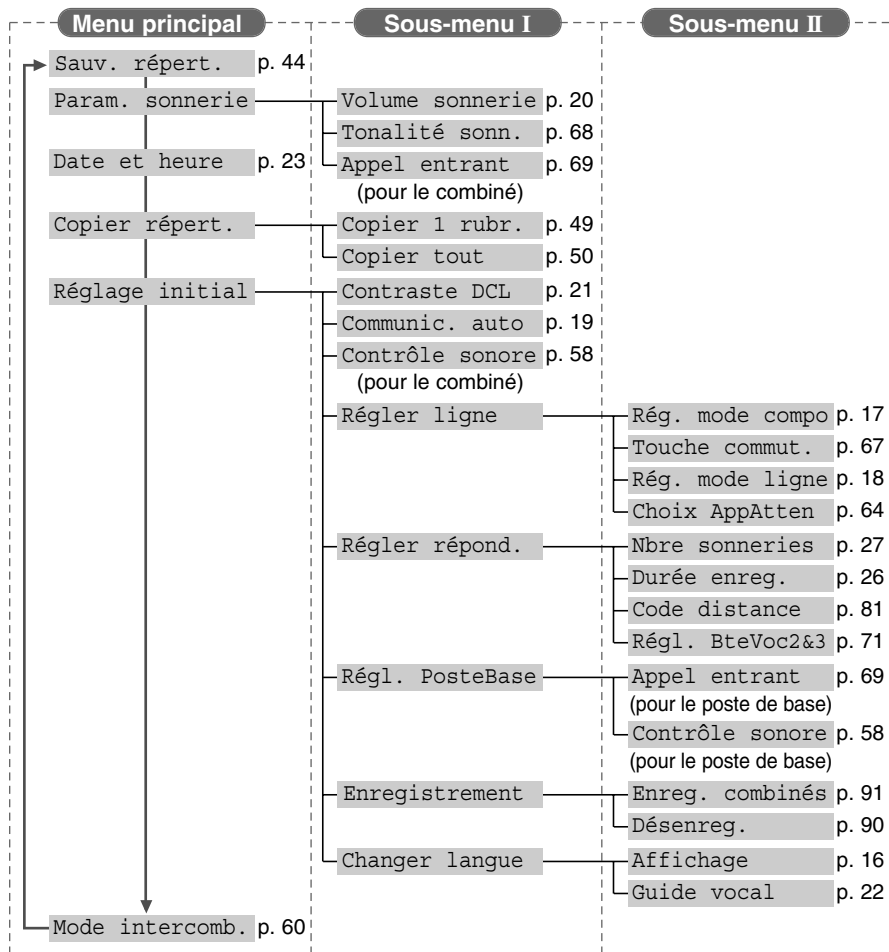 Menu principal Sous-menu I Sous-menu II
Sauv. répert. p. 44
Param. sonnerie Volume sonnerie p. 20
Tonalité sonn. p. 68
Date et heure p. 23 Appel entrant p. 69
(pour le combiné)
Copier répert. Copier 1 rubr. p. 49
Copier tout p. 50
Réglage initial Contraste DCL p. 21
Communic. auto p. 19
Contrôle sonore p. 58
(pour le combiné)
Régler ligne Rég. mode compo p. 17
Touche commut. p. 67
Rég. mode ligne p. 18
Choix AppAtten p. 64
Régler répond. Nbre sonneries p. 27
Durée enreg. p. 26
Code distance p. 81
Régl. BteVoc2&3 p. 71
Régl. PosteBase Appel entrant p. 69
(pour le poste de base)
Contrôle sonore p. 58
(pour le poste de base)
Enregistrement Enreg. combinés p. 91
Désenreg. p. 90
Changer langue Affichage p. 16
Guide vocal p. 22
Mode intercomb. p. 60